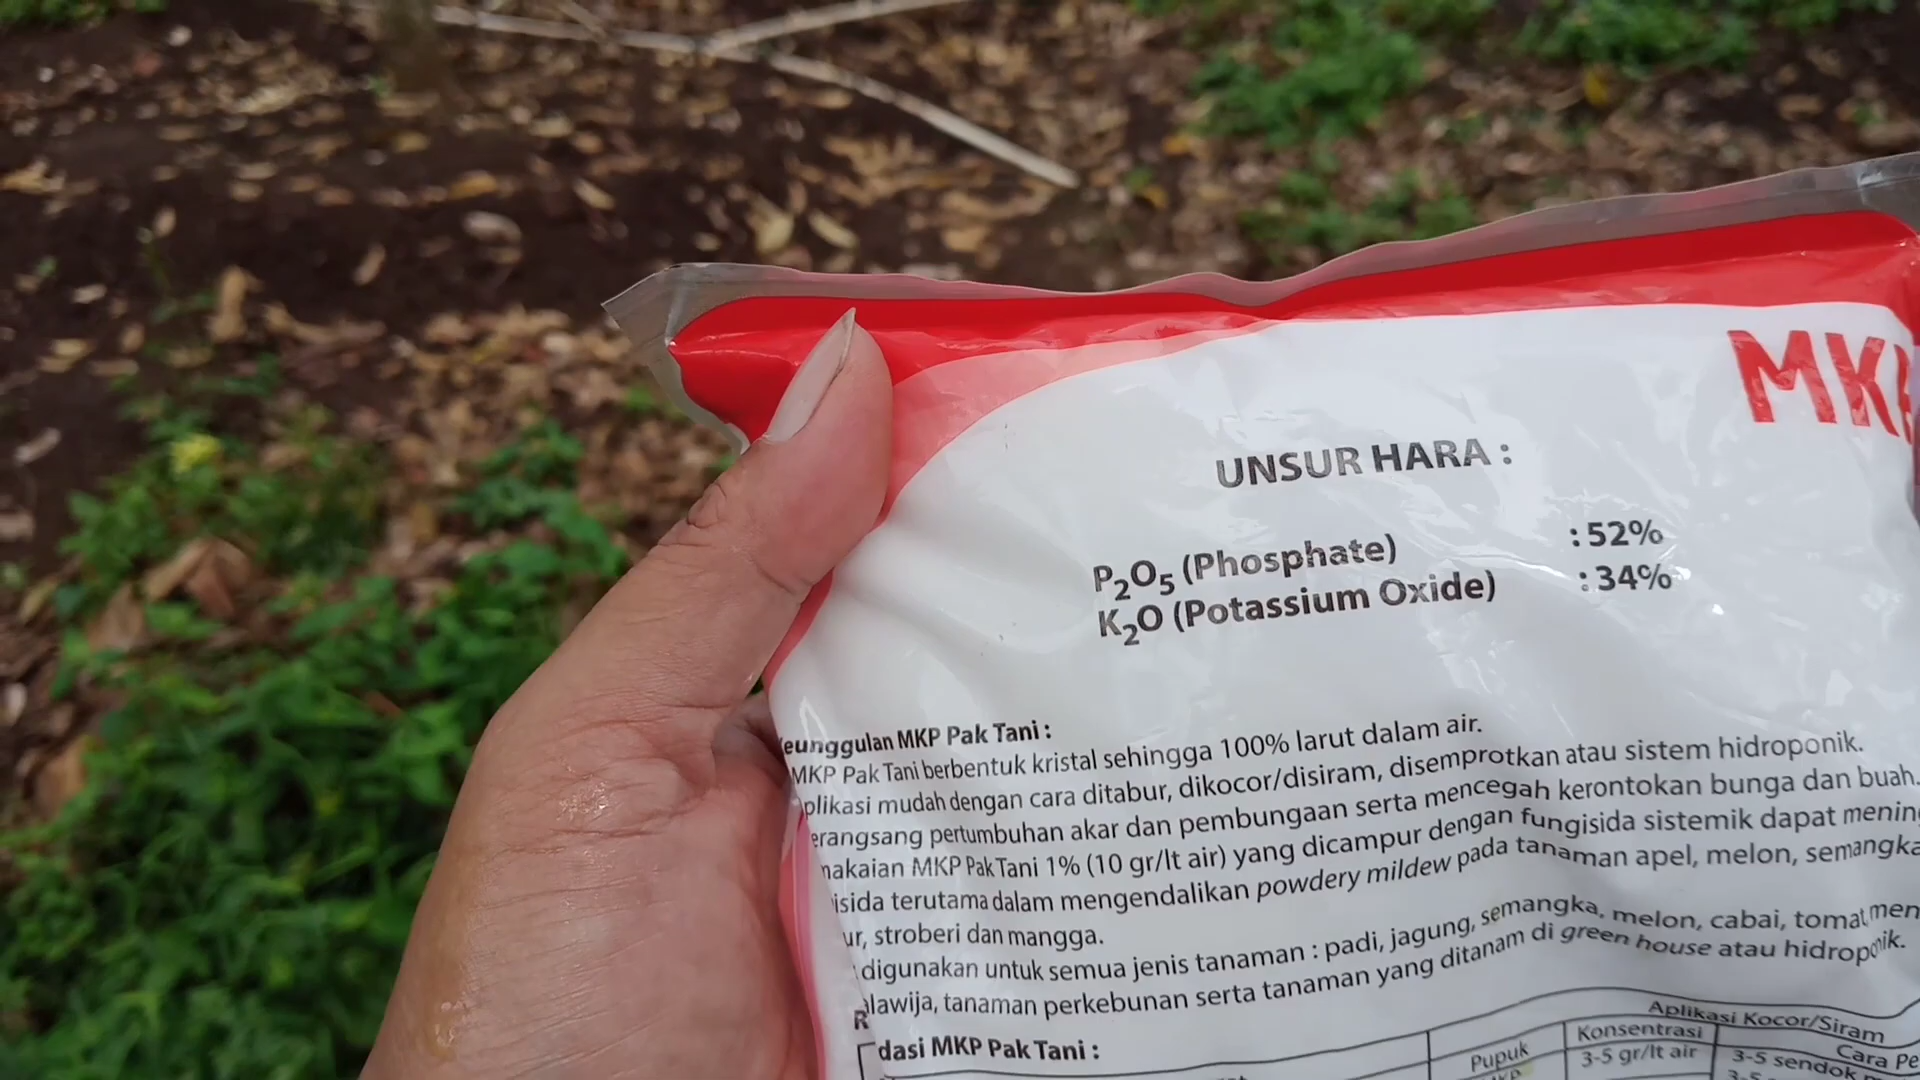 MK
UNSUR HARA :
P₂O₅ (Phosphate) : 52%
K₂O (Potassium Oxide) : 34%
eunggulan MKP Pak Tani :
MKP Pak Tani berbentuk kristal sehingga 100% larut dalam air.
plikasi mudah dengan cara ditabur, dikocor/disiram, disemprotkan atau sistem hidroponik.
erangsang pertumbuhan akar dan pembungaan serta mencegah kerontokan bunga dan buah.
makaian MKP Pak Tani 1% (10 gr/lt air) yang dicampur dengan fungisida sistemik dapat menin
isida terutama dalam mengendalikan powdery mildew pada tanaman apel, melon, semangka
ur, stroberi dan mangga.
digunakan untuk semua jenis tanaman : padi, jagung, semangka, melon, cabai, tomat, men
alawija, tanaman perkebunan serta tanaman yang ditanam di green house atau hidroponik.
R dasi MKP Pak Tani :
Aplikasi Kocor/Siram
Pupuk Konsentrasi Cara Pe
MKP 3-5 gr/lt air 3-5 sendok